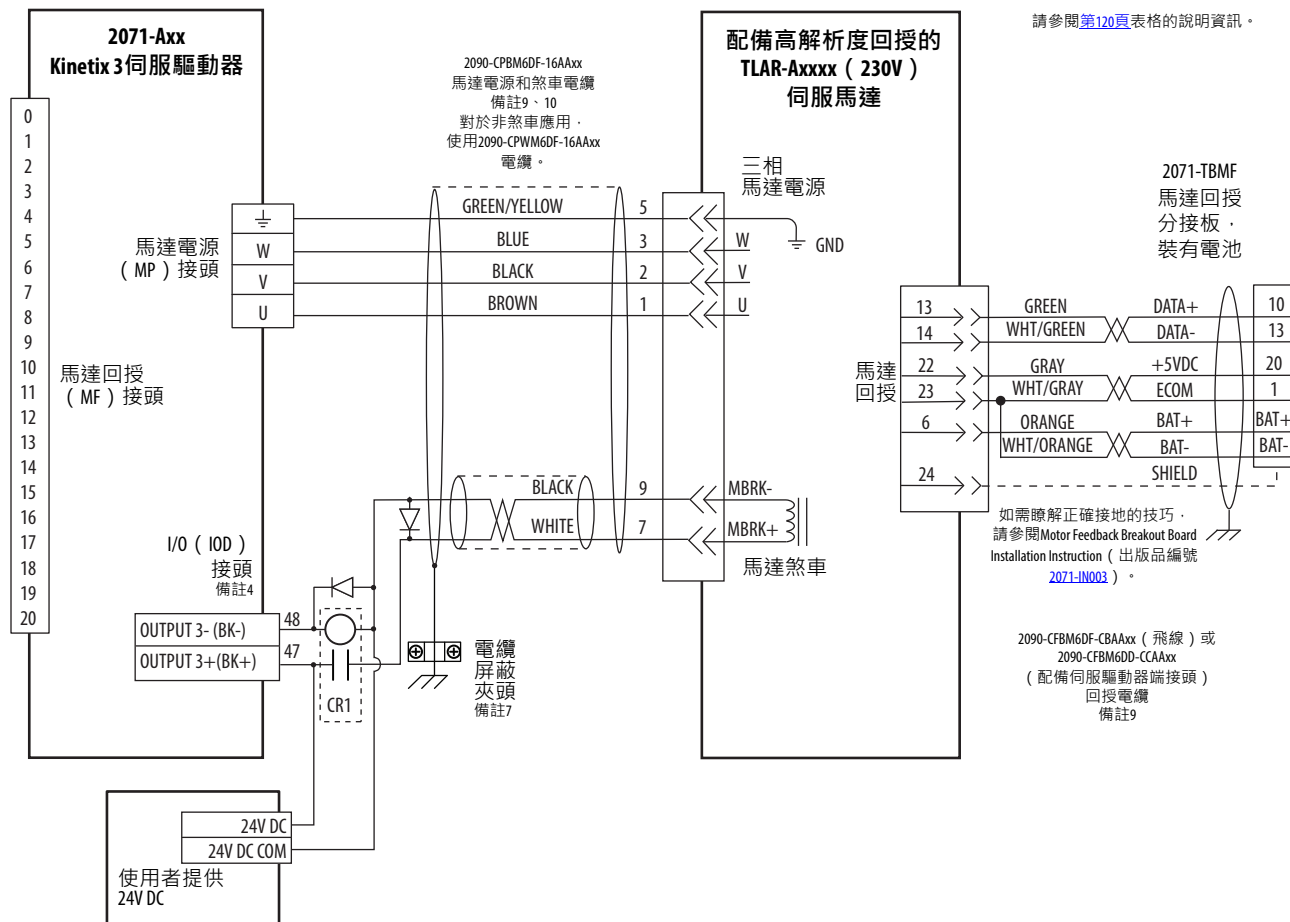 請參閱第120頁表格的說明資訊。
2071-Axx
Kinetix 3伺服驅動器
0
1
2
3
4
5
6
7
8
9
10
11
12
13
14
15
16
17
18
19
20
馬達電源
(MP)接頭
W
V
U
馬達回授
(MF)接頭
I/O(IOD)
接頭
備註4
OUTPUT 3- (BK-)
48
OUTPUT 3+(BK+)
47
CR1
24V DC
24V DC COM
使用者提供
24V DC
2090-CPBM6DF-16AAxx
馬達電源和煞車電纜
備註9、10
對於非煞車應用,
使用2090-CPWM6DF-16AAxx
電纜。
GREEN/YELLOW
5
BLUE
3
BLACK
2
BROWN
1
BLACK
9
WHITE
7
電纜
屏蔽
夾頭
備註7
配備高解析度回授的
TLAR-Axxxx(230V)
伺服馬達
三相
馬達電源
GND
W
V
U
MBRK-
MBRK+
馬達煞車
馬達
回授
13
GREEN
DATA+
10
14
WHT/GREEN
DATA-
13
22
GRAY
+5VDC
20
23
WHT/GRAY
ECOM
1
6
ORANGE
BAT+
BAT+
WHT/ORANGE
BAT-
BAT-
24
SHIELD
2071-TBMF
馬達回授
分接板,
裝有電池
如需瞭解正確接地的技巧,
請參閱Motor Feedback Breakout Board
Installation Instruction(出版品編號
2071-IN003)。
2090-CFBM6DF-CBAAxx(飛線)或
2090-CFBM6DD-CCAAxx
(配備伺服驅動器端接頭)
回授電纜
備註9